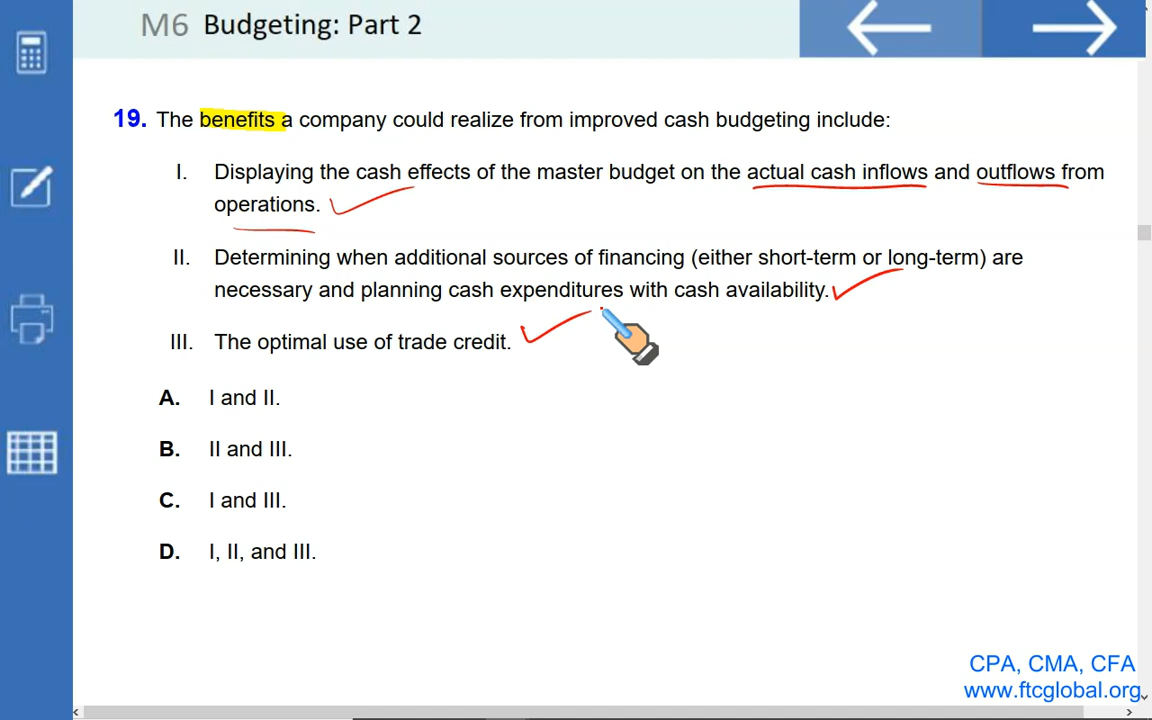 M6 Budgeting: Part 2
19. The benefits a company could realize from improved cash budgeting include:
I. Displaying the cash effects of the master budget on the actual cash inflows and outflows from
operations.
II. Determining when additional sources of financing (either short-term or long-term) are
necessary and planning cash expenditures with cash availability.
III. The optimal use of trade credit.
A. I and II.
B. II and III.
C. I and III.
D. I, II, and III.
CPA, CMA, CFA
www.ftcglobal.org